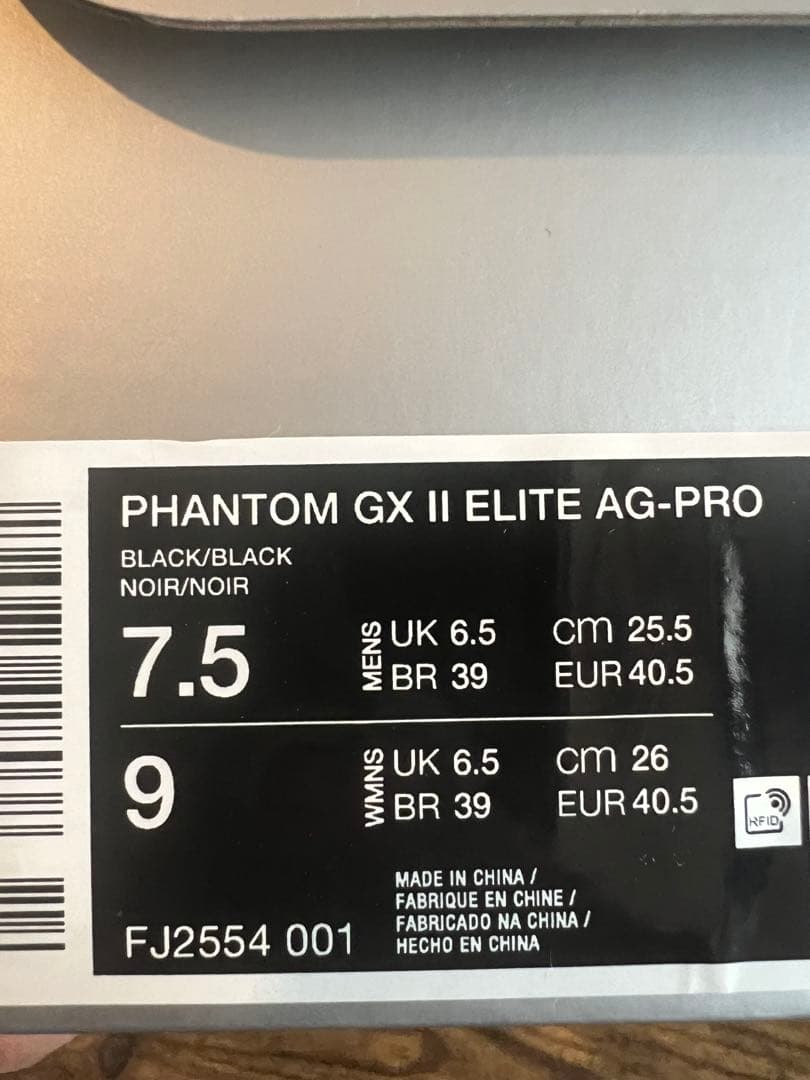 PHANTOM GX II ELITE AG-PRO
BLACK/BLACK
NOIR/NOIR
7.5 MENS UK 6.5 cm 25.5
BR 39 EUR 40.5
9 WMNS UK 6.5 cm 26
BR 39 EUR 40.5
RFID
MADE IN CHINA /
FABRIQUE EN CHINE /
FABRICADO NA CHINA /
HECHO EN CHINA
FJ2554 001